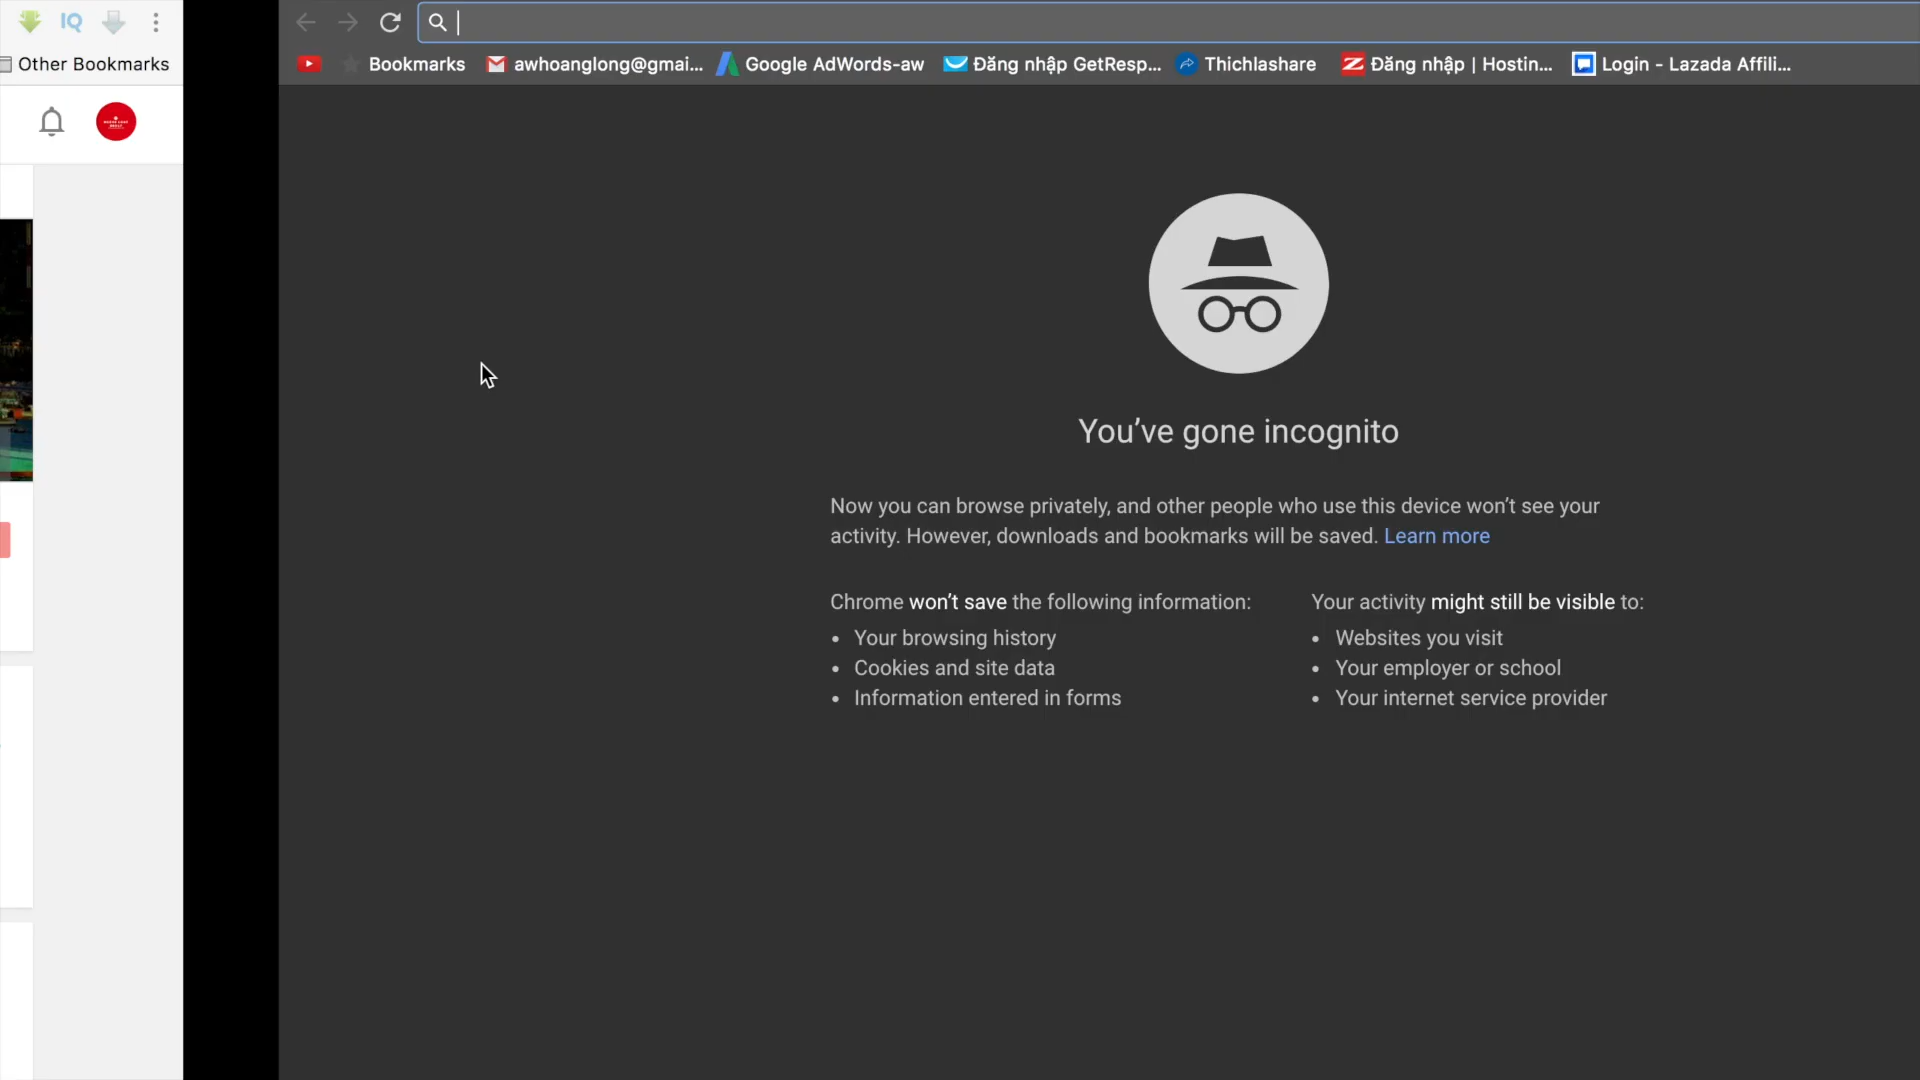 IQ
Other Bookmarks
Bookmarks
awhoanglong@gmai...
Google AdWords-aw
Đăng nhập GetResp...
Thichlashare
Đăng nhập | Hostin...
Login - Lazada Affili...
You’ve gone incognito
Now you can browse privately, and other people who use this device won’t see your
activity. However, downloads and bookmarks will be saved. Learn more
Chrome won’t save the following information:
• Your browsing history
• Cookies and site data
• Information entered in forms
Your activity might still be visible to:
• Websites you visit
• Your employer or school
• Your internet service provider